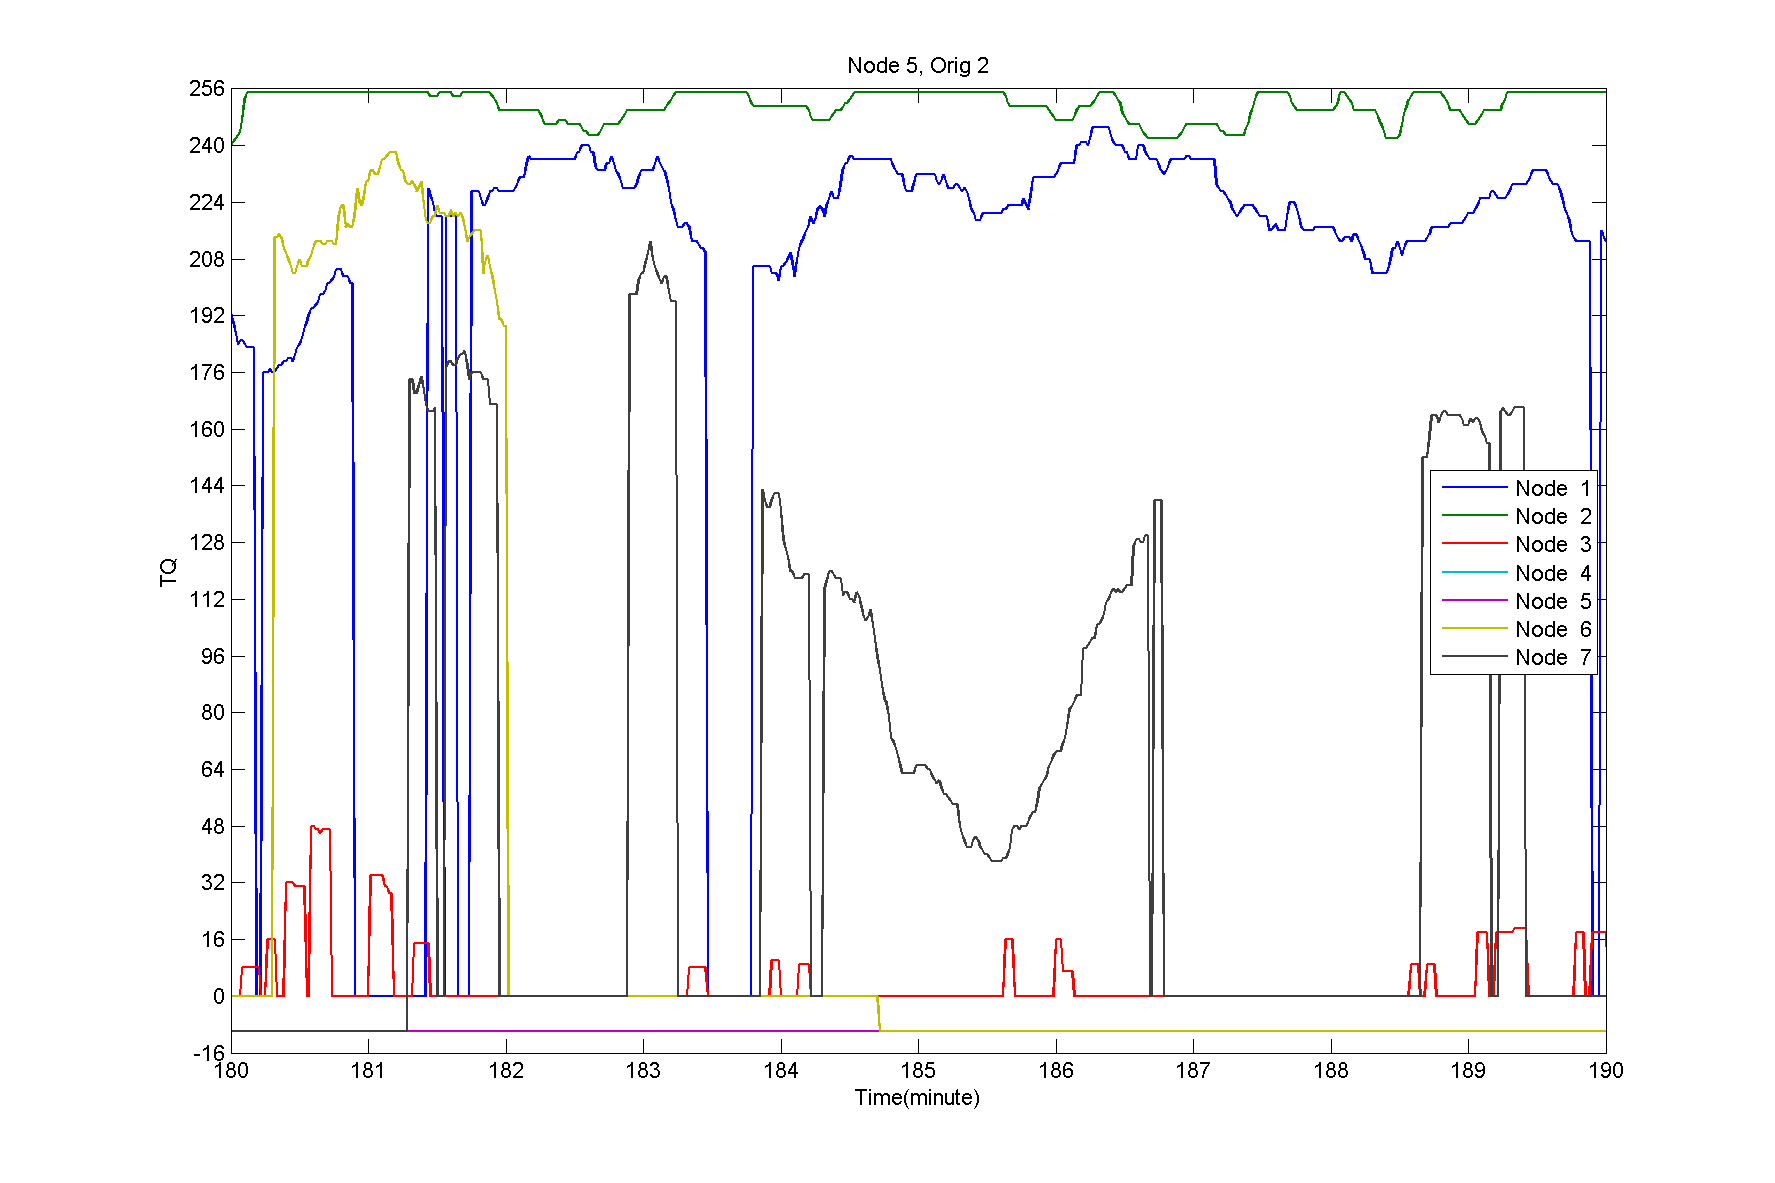 Node 5, Orig 2
256
240
224
208
192
176
160
144
128
112
96
80
64
48
32
16
0
-16
TQ
Node 1
Node 2
Node 3
Node 4
Node 5
Node 6
Node 7
180 181 182 183 184 185 186 187 188 189 190
Time(minute)